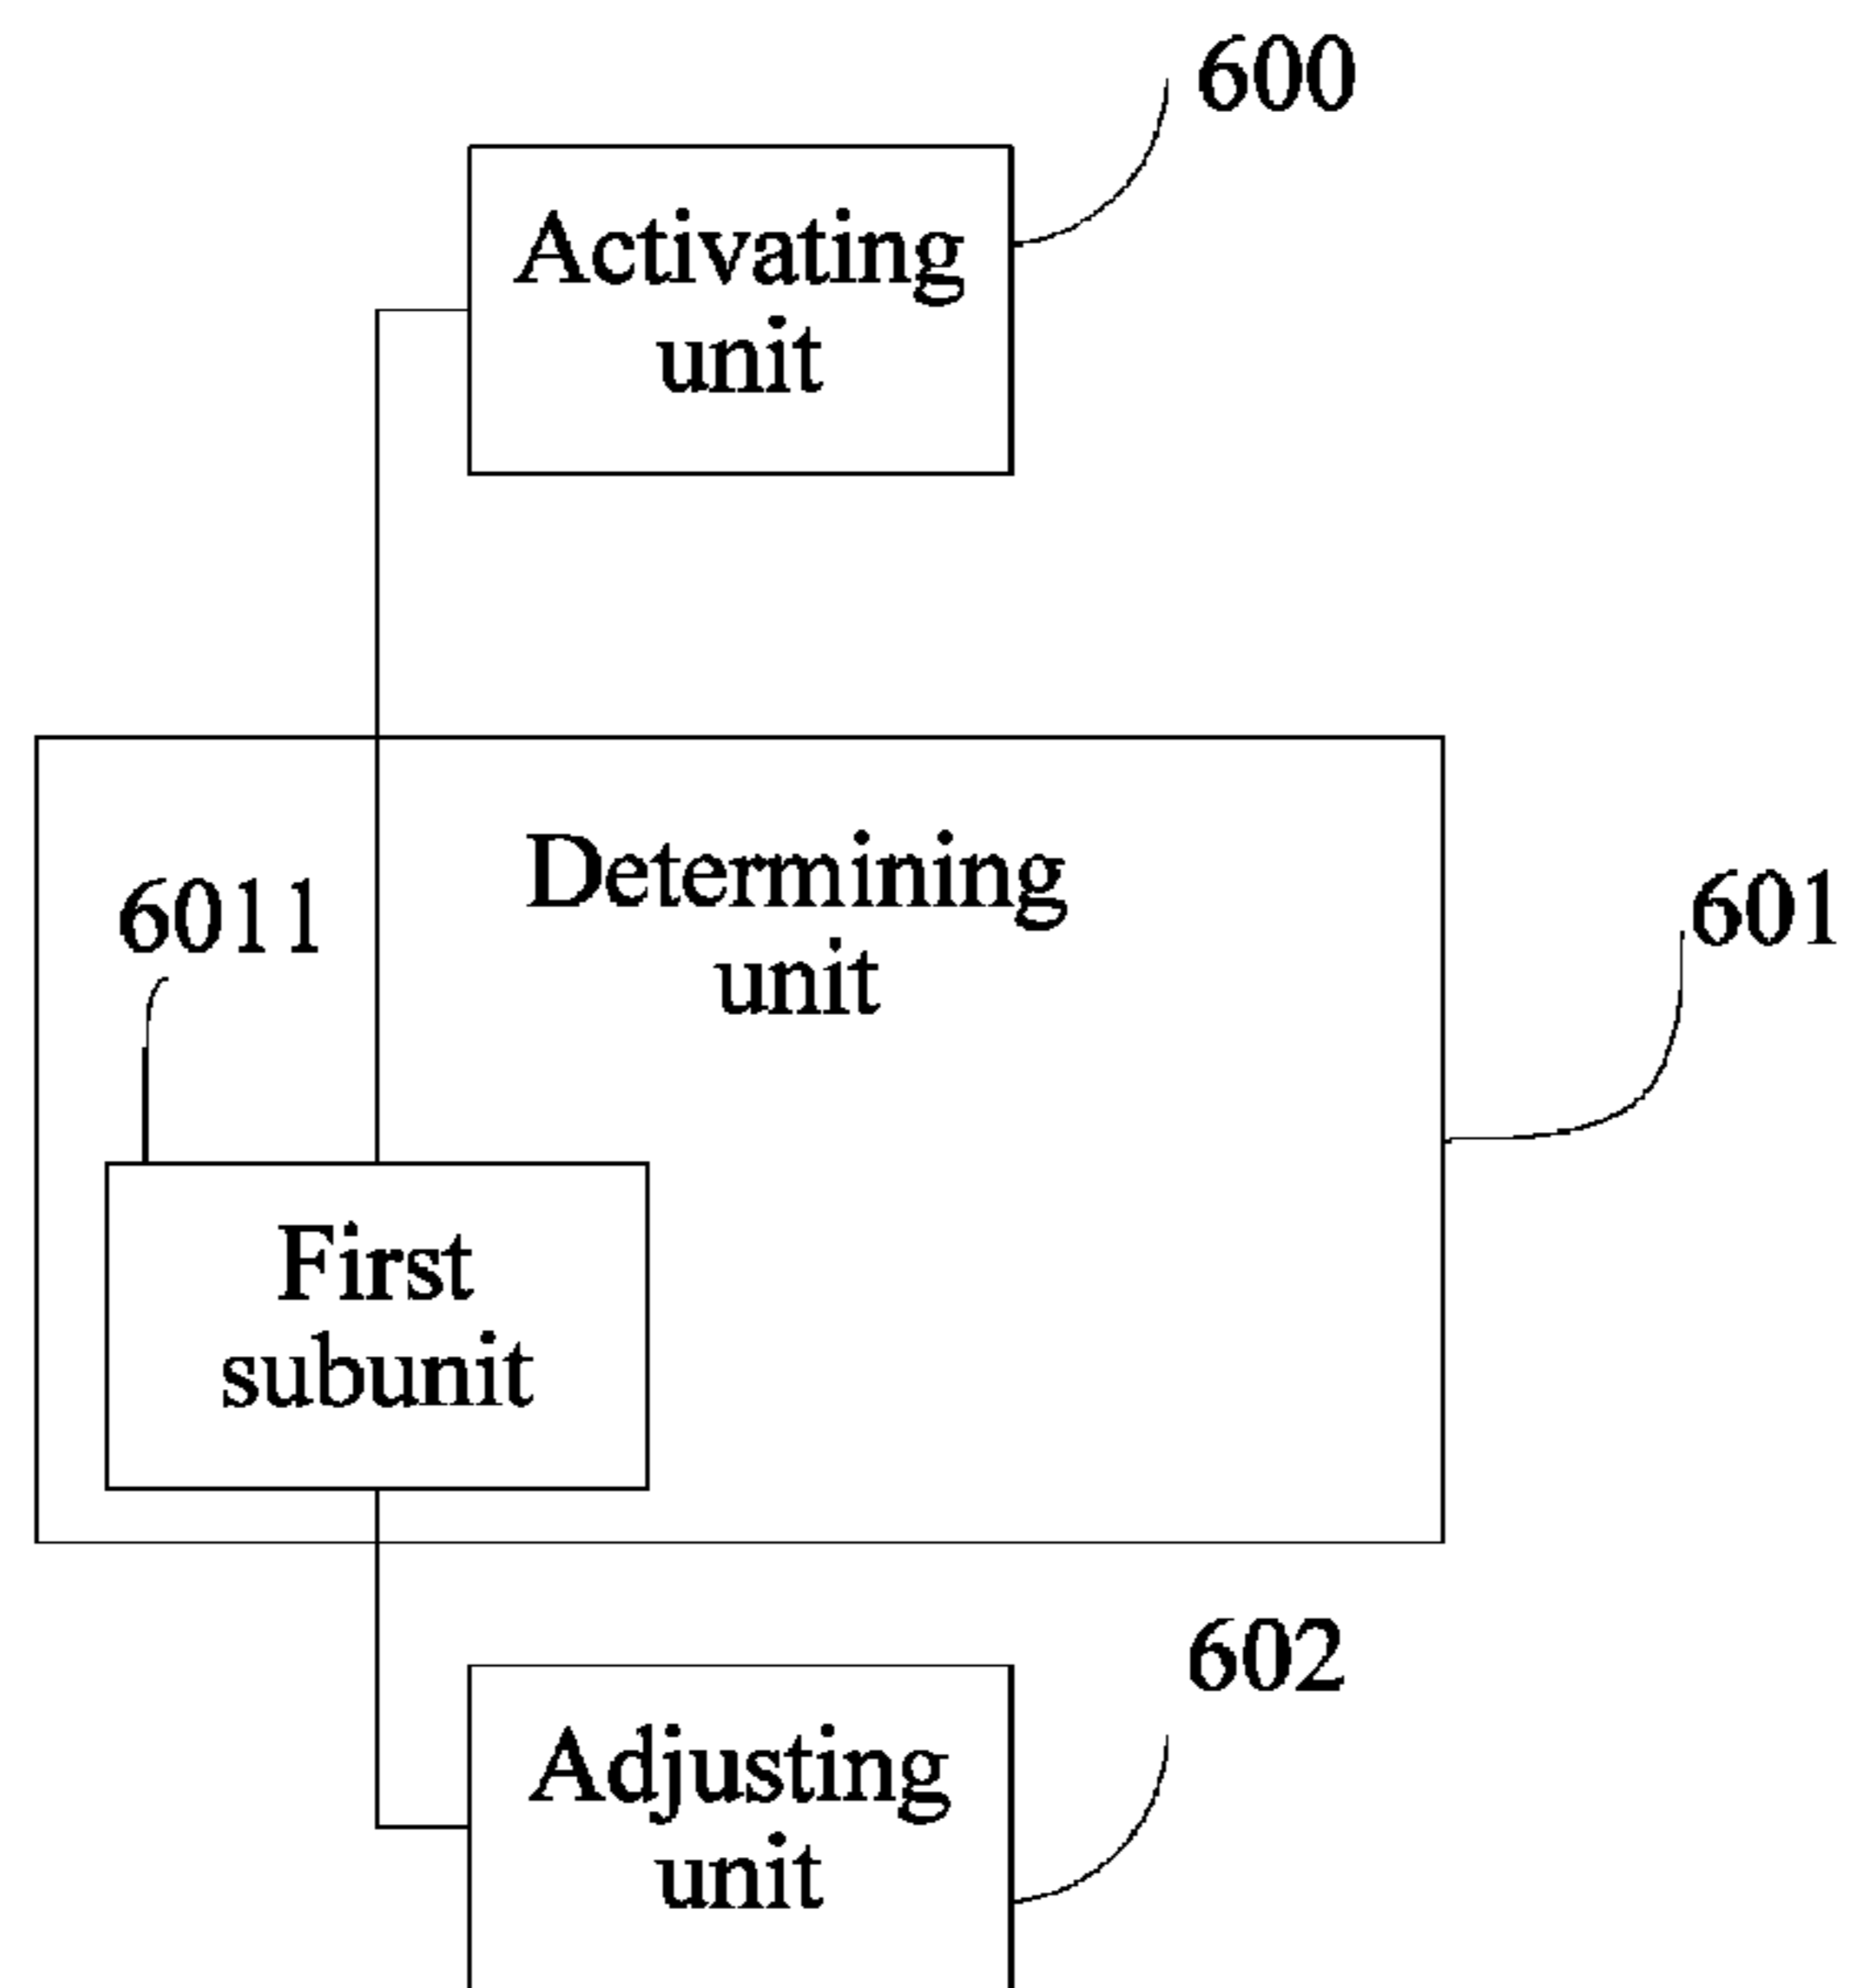 600
Activating
unit
Determining
unit
6011
601
First
subunit
602
Adjusting
unit